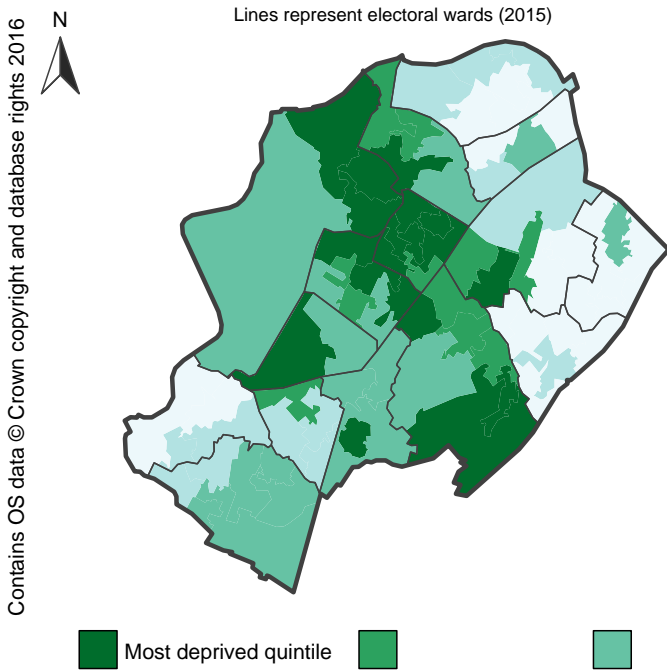 Lines represent electoral wards (2015)
N
Contains OS data © Crown copyright and database rights 2016
Most deprived quintile